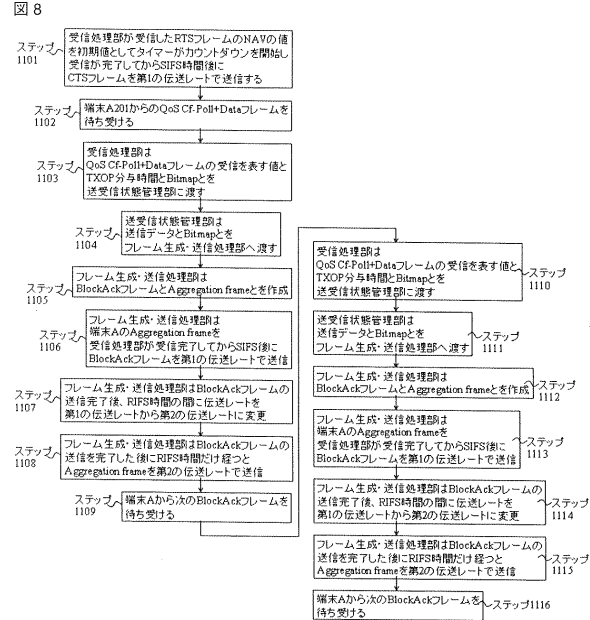 図8
ステップ
1101
受信処理部が受信したRTSフレームのNAVの値
を初期値としてタイマーがカウントダウンを開始し
受信が完了してからSIFS時間後に
CTSフレームを第1の伝送レートで送信する
ステップ
1102
端末A201からのQoS Cf-Poll+Dataフレームを
待ち受ける
ステップ
1103
受信処理部は
QoS Cf-Poll+Dataフレームの受信を表す値と
TXOP分与時間とBitmapとを
送受信状態管理部に渡す
ステップ
1104
送受信状態管理部は
送信データとBitmapとを
フレーム生成・送信処理部へ渡す
ステップ
1105
フレーム生成・送信処理部は
BlockAckフレームとAggregation frameとを作成
ステップ
1106
フレーム生成・送信処理部は
端末AのAggregation frameを
受信処理部が受信完了してからSIFS後に
BlockAckフレームを第1の伝送レートで送信
ステップ
1107
フレーム生成・送信処理部はBlockAckフレームの
送信完了後、RIFS時間の間に伝送レートを
第1の伝送レートから第2の伝送レートに変更
ステップ
1108
フレーム生成・送信処理部はBlockAckフレームの
送信を完了した後にRIFS時間だけ経つと
Aggregation frameを第2の伝送レートで送信
ステップ
1109
端末Aから次のBlockAckフレームを
待ち受ける
受信処理部は
QoS Cf-Poll+Dataフレームの受信を表す値と
TXOP分与時間とBitmapとを
送受信状態管理部に渡す
ステップ
1110
送受信状態管理部は
送信データとBitmapとを
フレーム生成・送信処理部へ渡す
ステップ
1111
フレーム生成・送信処理部は
BlockAckフレームとAggregation frameとを作成
ステップ
1112
フレーム生成・送信処理部は
端末AのAggregation frameを
受信処理部が受信完了してからSIFS後に
BlockAckフレームを第1の伝送レートで送信
ステップ
1113
フレーム生成・送信処理部はBlockAckフレームの
送信完了後、RIFS時間の間に伝送レートを
第1の伝送レートから第2の伝送レートに変更
ステップ
1114
フレーム生成・送信処理部はBlockAckフレームの
送信を完了した後にRIFS時間だけ経つと
Aggregation frameを第2の伝送レートで送信
ステップ
1115
端末Aから次のBlockAckフレームを
待ち受ける
ステップ1116